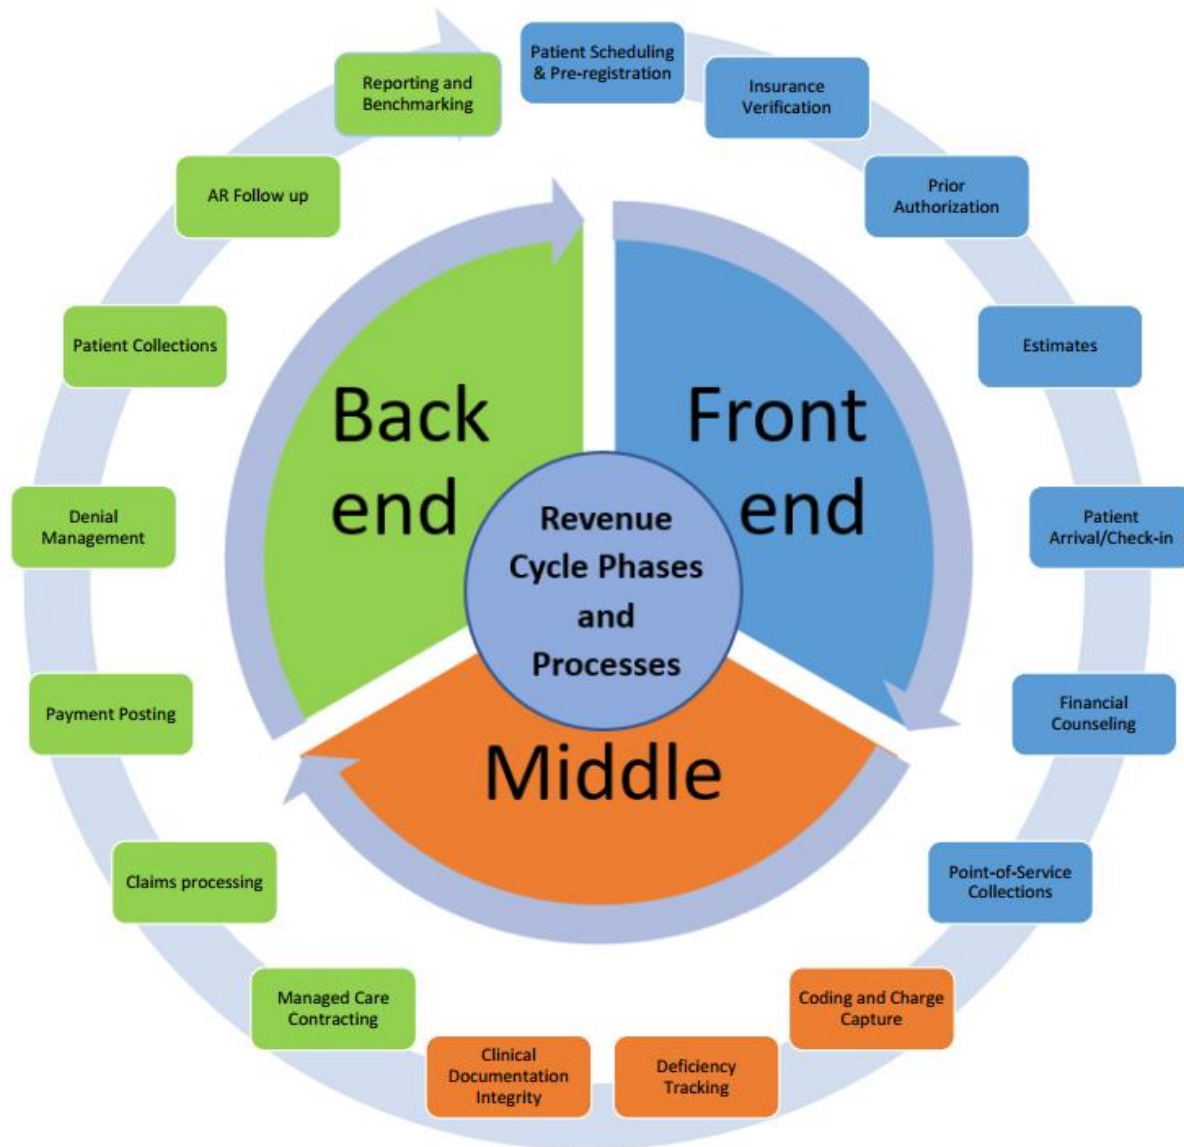 Patient Scheduling
& Pre-registration
Insurance
Verification
Prior
Authorization
Estimates
Patient
Arrival/Check-in
Financial
Counseling
Point-of-Service
Collections
Coding and Charge
Capture
Deficiency
Tracking
Clinical
Documentation
Integrity
Managed Care
Contracting
Claims processing
Payment Posting
Denial
Management
Patient Collections
AR Follow up
Reporting and
Benchmarking
Back
end
Front
end
Middle
Revenue
Cycle Phases
and
Processes